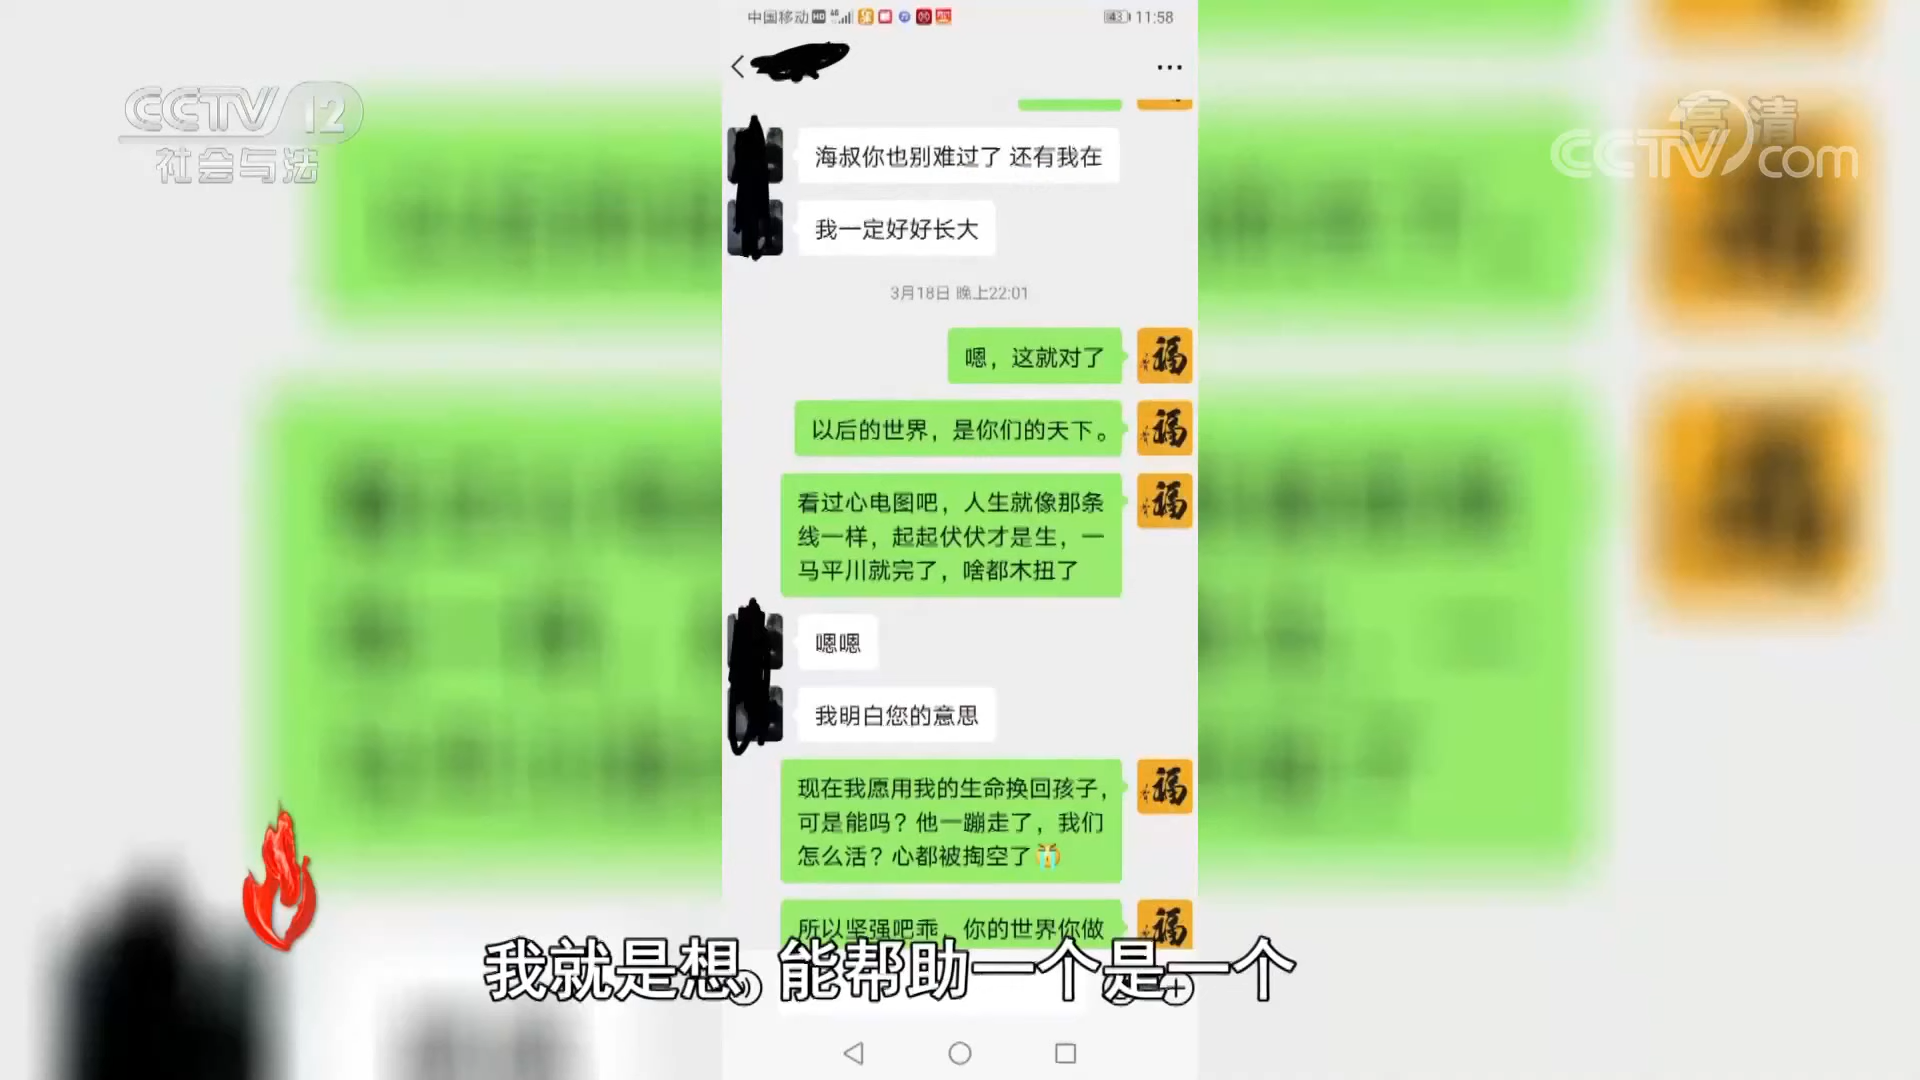 中国移动 HD 4G 43 11:58
CCTV 12
社会与法
高清
CCTV.com
海叔你也别难过了 还有我在
我一定好好长大
3月18日 晚上22:01
嗯，这就对了
福
以后的世界，是你们的天下。
福
看过心电图吧，人生就像那条
线一样，起起伏伏才是生，一
马平川就完了，啥都木扭了
福
嗯嗯
我明白您的意思
现在我愿用我的生命换回孩子，
可是能吗？他一蹦走了，我们
怎么活？心都被掏空了😭
福
所以坚强吧乖，你的世界你做
福
我就是想 能帮助一个是一个